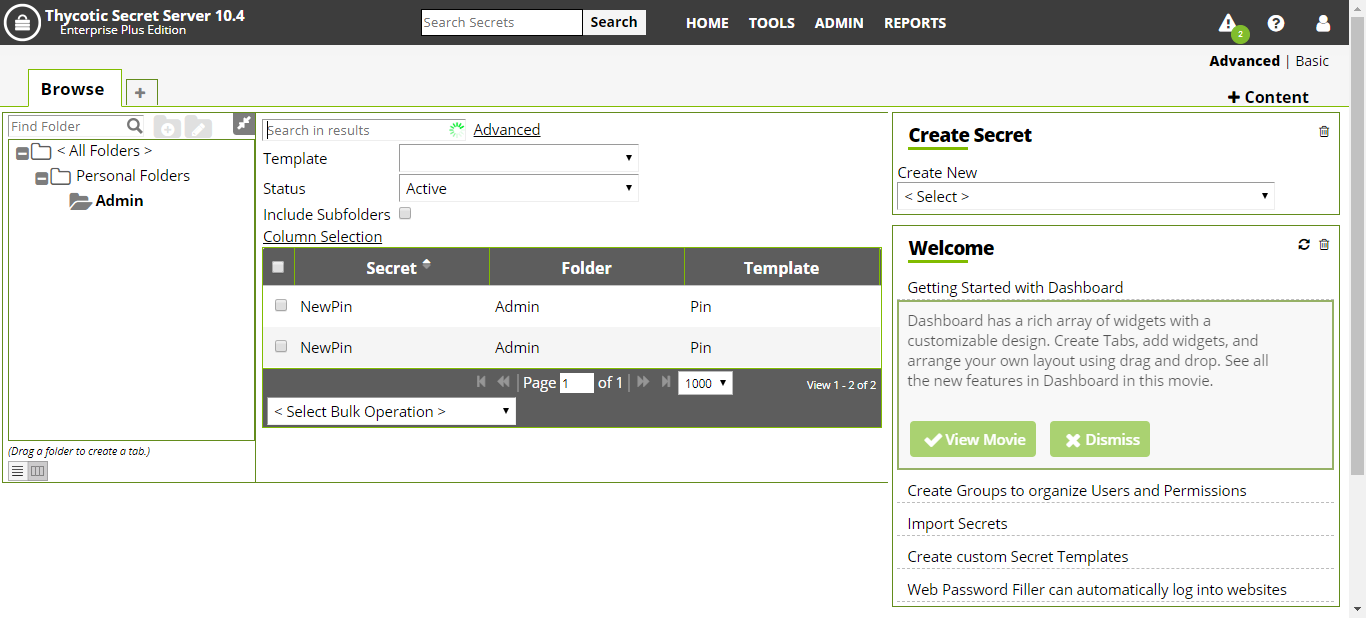 Thycotic Secret Server 10.4
Enterprise Plus Edition
Search Secrets
Search
HOME TOOLS ADMIN REPORTS
2
Advanced | Basic
Browse
+
+ Content
Find Folder
< All Folders >
Personal Folders
Admin
(Drag a folder to create a tab.)
Search in results
Advanced
Template
Status Active
Include Subfolders
Column Selection
Secret Folder Template
NewPin Admin Pin
NewPin Admin Pin
Page 1 of 1 1000 View 1 - 2 of 2
< Select Bulk Operation >
Create Secret
Create New
< Select >
Welcome
Getting Started with Dashboard
Dashboard has a rich array of widgets with a
customizable design. Create Tabs, add widgets, and
arrange your own layout using drag and drop. See all
the new features in Dashboard in this movie.
View Movie Dismiss
Create Groups to organize Users and Permissions
Import Secrets
Create custom Secret Templates
Web Password Filler can automatically log into websites